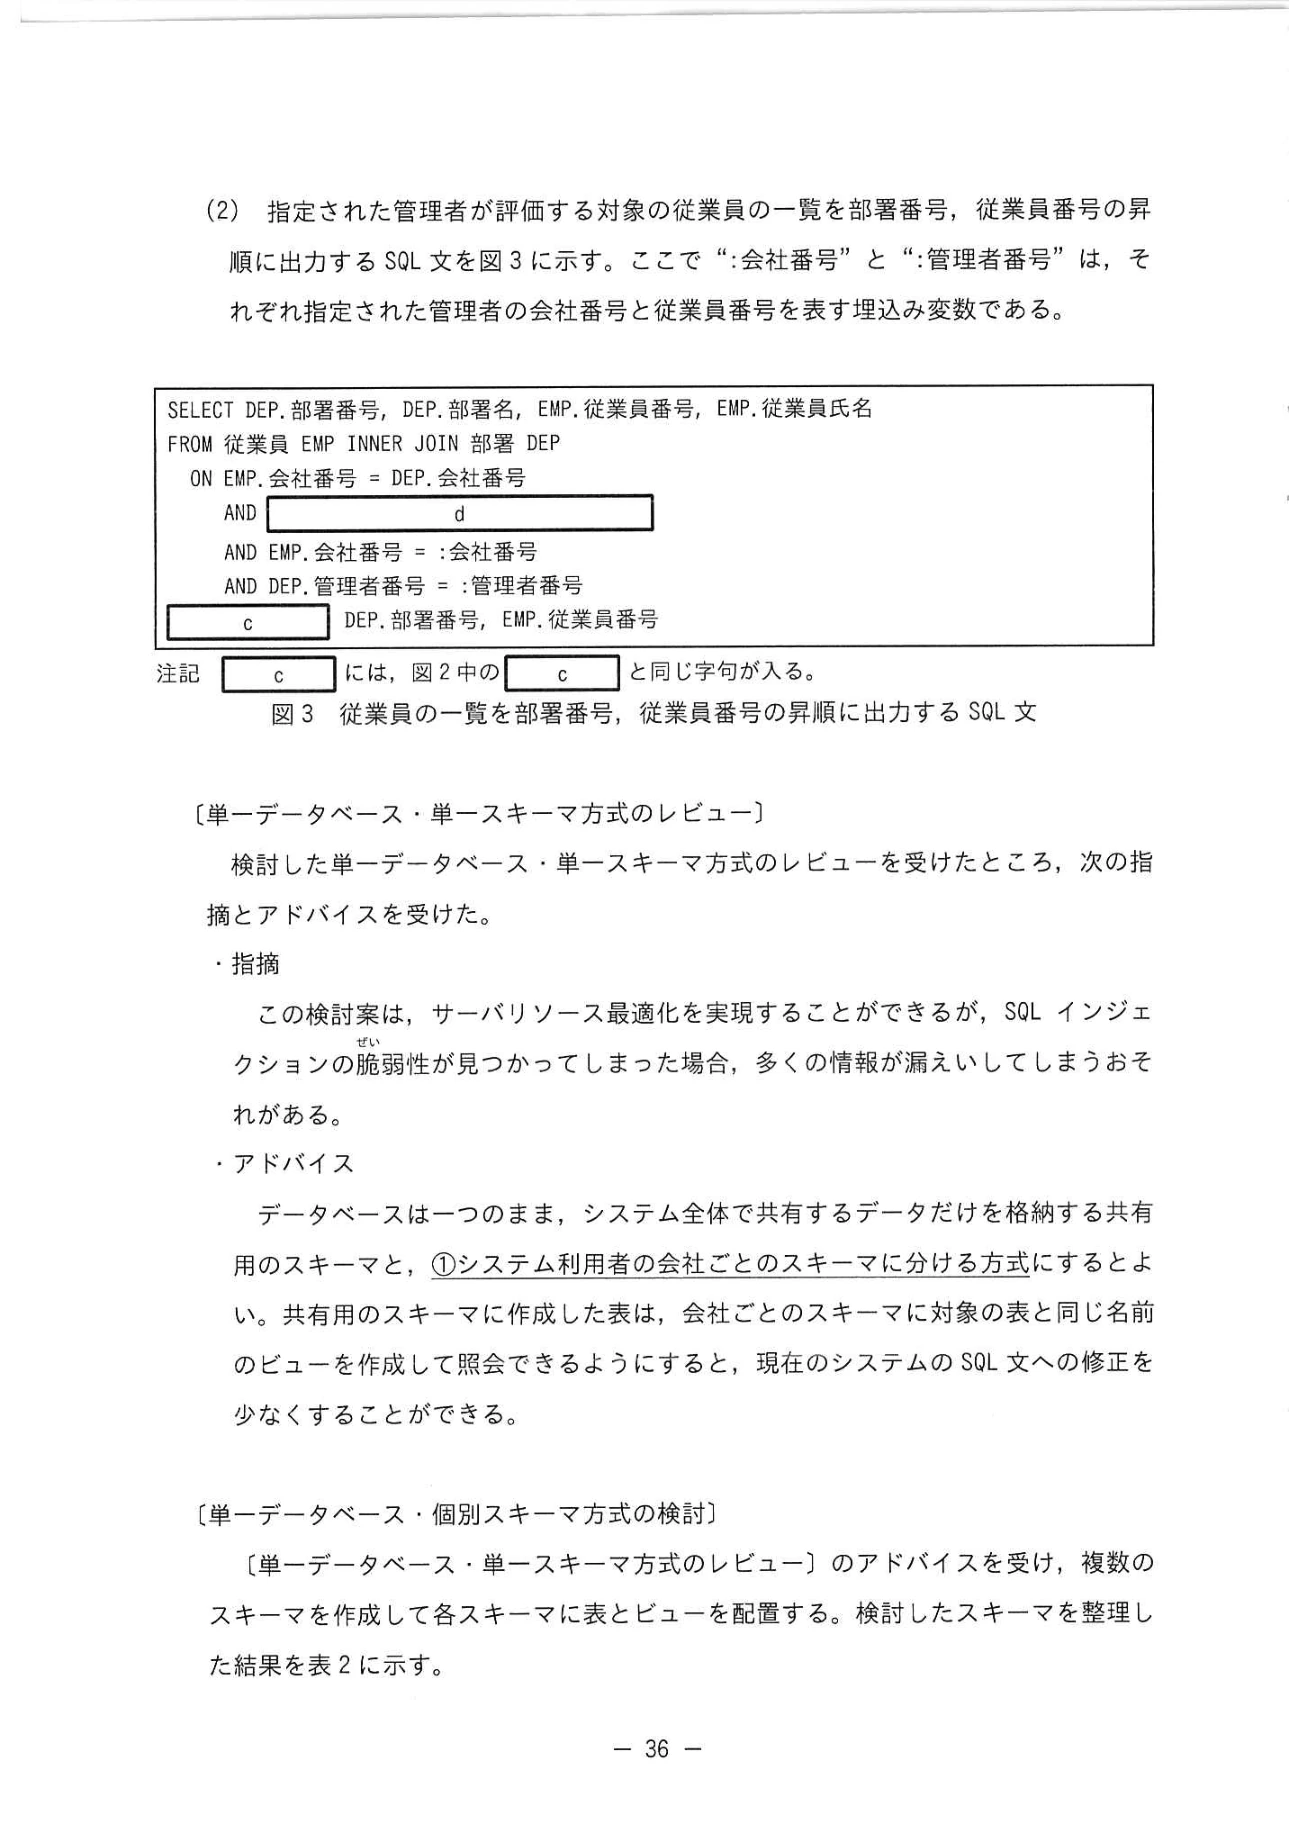 (2) 指定された管理者が評価する対象の従業員の一覧を部署番号，従業員番号の昇
順に出力する SQL 文を図 3 に示す。ここで “:会社番号” と “:管理者番号” は，そ
れぞれ指定された管理者の会社番号と従業員番号を表す埋込み変数である。
SELECT DEP.部署番号, DEP.部署名, EMP.従業員番号, EMP.従業員氏名
FROM 従業員 EMP INNER JOIN 部署 DEP
ON EMP.会社番号 = DEP.会社番号
AND d
AND EMP.会社番号 = :会社番号
AND DEP.管理者番号 = :管理者番号
c DEP.部署番号, EMP.従業員番号
注記 c には，図 2 中の c と同じ字句が入る。
図 3 従業員の一覧を部署番号，従業員番号の昇順に出力する SQL 文
〔単一データベース・単一スキーマ方式のレビュー〕
検討した単一データベース・単一スキーマ方式のレビューを受けたところ，次の指
摘とアドバイスを受けた。
・指摘
この検討案は，サーバリソース最適化を実現することができるが，SQL インジェ
ぜい
クションの脆弱性が見つかってしまった場合，多くの情報が漏えいしてしまうおそ
れがある。
・アドバイス
データベースは一つのまま，システム全体で共有するデータだけを格納する共有
用のスキーマと，①システム利用者の会社ごとのスキーマに分ける方式にするとよ
い。共有用のスキーマに作成した表は，会社ごとのスキーマに対象の表と同じ名前
のビューを作成して照会できるようにすると，現在のシステムの SQL 文への修正を
少なくすることができる。
〔単一データベース・個別スキーマ方式の検討〕
〔単一データベース・単一スキーマ方式のレビュー〕のアドバイスを受け，複数の
スキーマを作成して各スキーマに表とビューを配置する。検討したスキーマを整理し
た結果を表 2 に示す。
― 36 ―